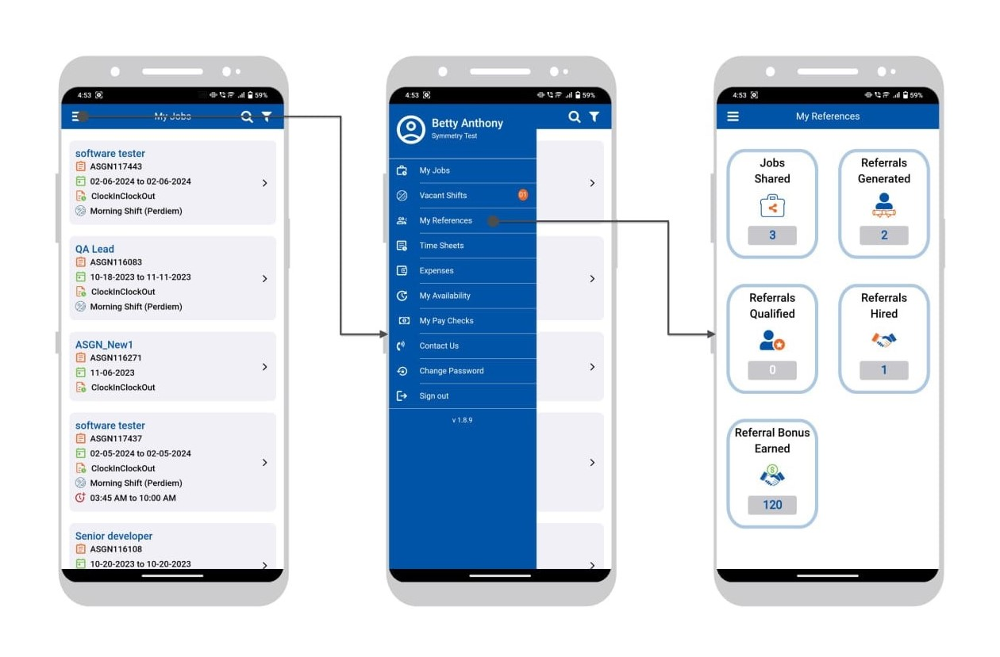 4:53
59%
My Jobs
software tester
ASGN117443
02-06-2024 to 02-06-2024
ClockInClockOut
Morning Shift (Perdiem)
QA Lead
ASGN116083
10-18-2023 to 11-11-2023
ClockInClockOut
Morning Shift (Perdiem)
ASGN_New1
ASGN116271
11-06-2023
ClockInClockOut
software tester
ASGN117437
02-05-2024 to 02-05-2024
ClockInClockOut
Morning Shift (Perdiem)
03:45 AM to 10:00 AM
Senior developer
ASGN116108
10-20-2023 to 10-20-2023
4:53
59%
Betty Anthony
Symmetry Test
My Jobs
Vacant Shifts 01
My References
Time Sheets
Expenses
My Availability
My Pay Checks
Contact Us
Change Password
Sign out
v 1.8.9
4:53
59%
My References
Jobs
Shared
3
Referrals
Generated
2
Referrals
Qualified
0
Referrals
Hired
1
Referral Bonus
Earned
$
120